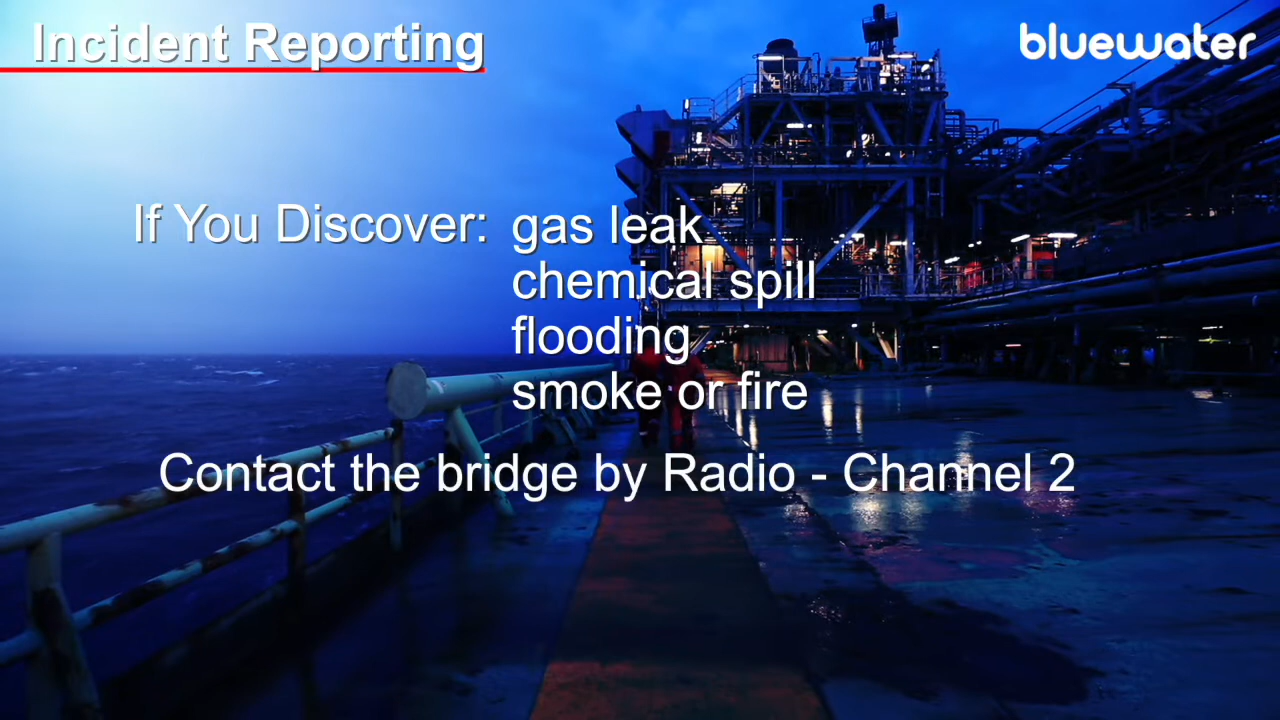 Incident Reporting
bluewater
If You Discover: gas leak
chemical spill
flooding
smoke or fire
Contact the bridge by Radio - Channel 2